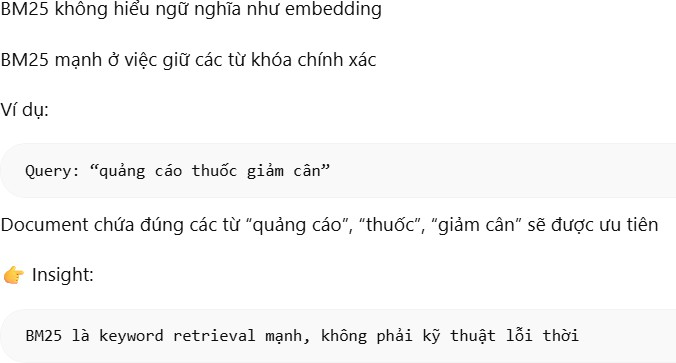 BM25 không hiểu ngữ nghĩa như embedding
BM25 mạnh ở việc giữ các từ khóa chính xác
Ví dụ:
Query: “quảng cáo thuốc giảm cân”
Document chứa đúng các từ “quảng cáo”, “thuốc”, “giảm cân” sẽ được ưu tiên
👉 Insight:
BM25 là keyword retrieval mạnh, không phải kỹ thuật lỗi thời